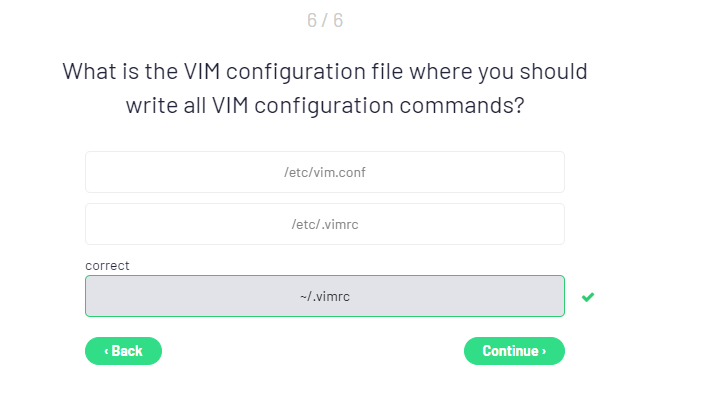 6 / 6
What is the VIM configuration file where you should
write all VIM configuration commands?
/etc/vim.conf
/etc/.vimrc
correct
~/.vimrc
‹ Back
Continue ›